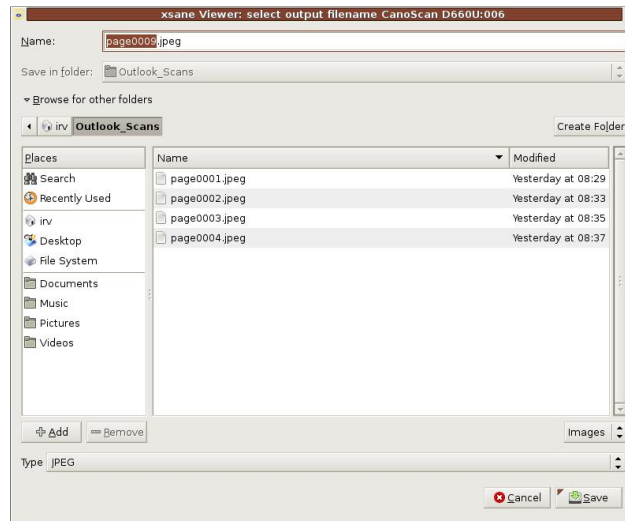 xsane Viewer: select output filename CanoScan D660U:006
Name: page0009.jpeg
Save in folder: Outlook_Scans
Browse for other folders
irv Outlook_Scans Create Folder
Places Name Modified
Search page0001.jpeg Yesterday at 08:29
Recently Used page0002.jpeg Yesterday at 08:33
irv page0003.jpeg Yesterday at 08:35
Desktop page0004.jpeg Yesterday at 08:37
File System
Documents
Music
Pictures
Videos
Add Remove Images
Type JPEG
Cancel Save